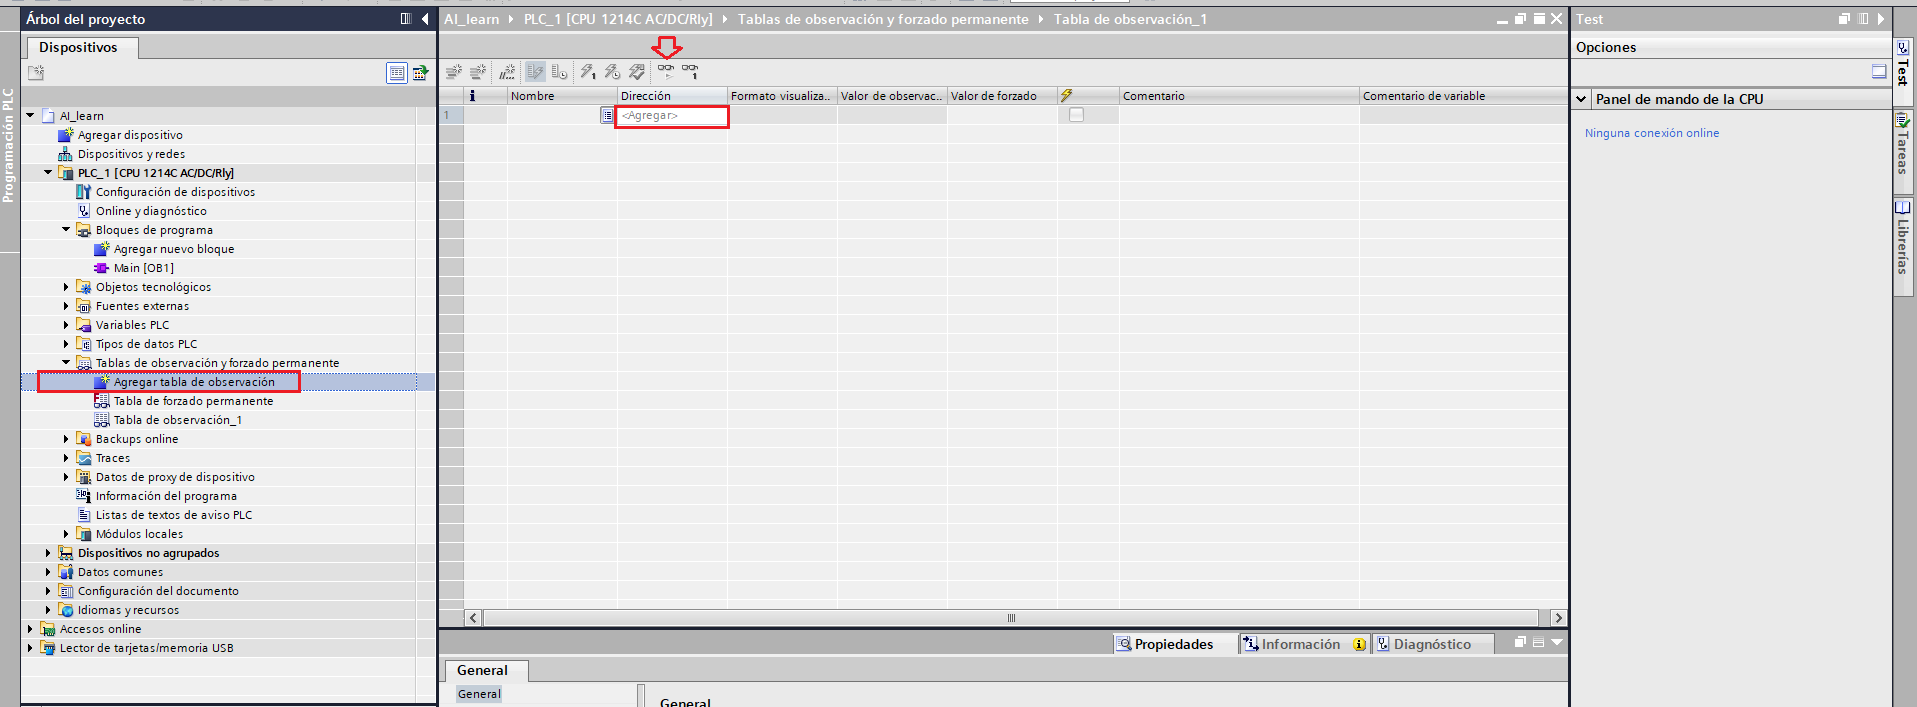 Árbol del proyecto
Dispositivos
Programación PLC
AI_learn
Agregar dispositivo
Dispositivos y redes
PLC_1 [CPU 1214C AC/DC/Rly]
Configuración de dispositivos
Online y diagnóstico
Bloques de programa
Agregar nuevo bloque
Main [OB1]
Objetos tecnológicos
Fuentes externas
Variables PLC
Tipos de datos PLC
Tablas de observación y forzado permanente
Agregar tabla de observación
Tabla de forzado permanente
Tabla de observación_1
Backups online
Traces
Datos de proxy de dispositivo
Información del programa
Listas de textos de aviso PLC
Módulos locales
Dispositivos no agrupados
Datos comunes
Configuración del documento
Idiomas y recursos
Accesos online
Lector de tarjetas/memoria USB
AI_learn PLC_1 [CPU 1214C AC/DC/Rly] Tablas de observación y forzado permanente Tabla de observación_1
i Nombre Dirección Formato visualiza.. Valor de observac.. Valor de forzado Comentario Comentario de variable
1 <Agregar>
Propiedades Información Diagnóstico
General
General
General
Test
Opciones
Panel de mando de la CPU
Ninguna conexión online
Test
Tareas
Librerías